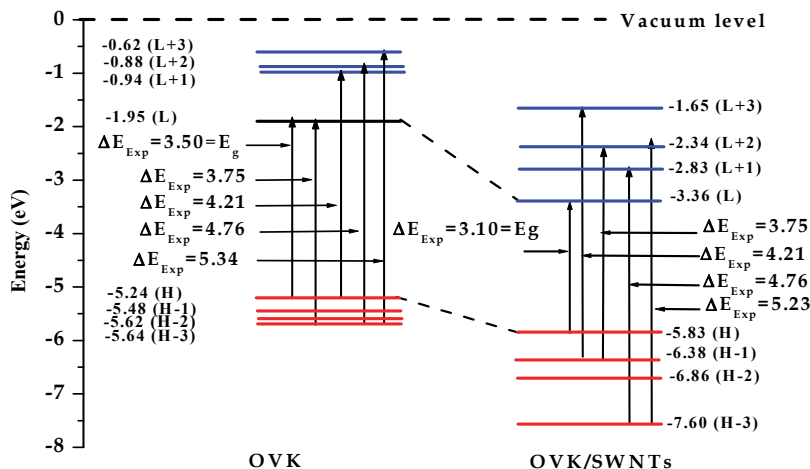 0
Vacuum level
-0.62 (L+3)
-0.88 (L+2)
-0.94 (L+1)
-1
-1.95 (L)
-2
ΔE_Exp=3.50=E_g
ΔE_Exp=3.75
-3
ΔE_Exp=4.21
ΔE_Exp=4.76
-4
ΔE_Exp=5.34
-5
-5.24 (H)
-5.48 (H-1)
-5.62 (H-2)
-5.64 (H-3)
-6
-7
-8
Energy (eV)
OVK
-1.65 (L+3)
-2.34 (L+2)
-2.83 (L+1)
-3.36 (L)
ΔE_Exp=3.10=Eg
ΔE_Exp=3.75
ΔE_Exp=4.21
ΔE_Exp=4.76
ΔE_Exp=5.23
-5.83 (H)
-6.38 (H-1)
-6.86 (H-2)
-7.60 (H-3)
OVK/SWNTs